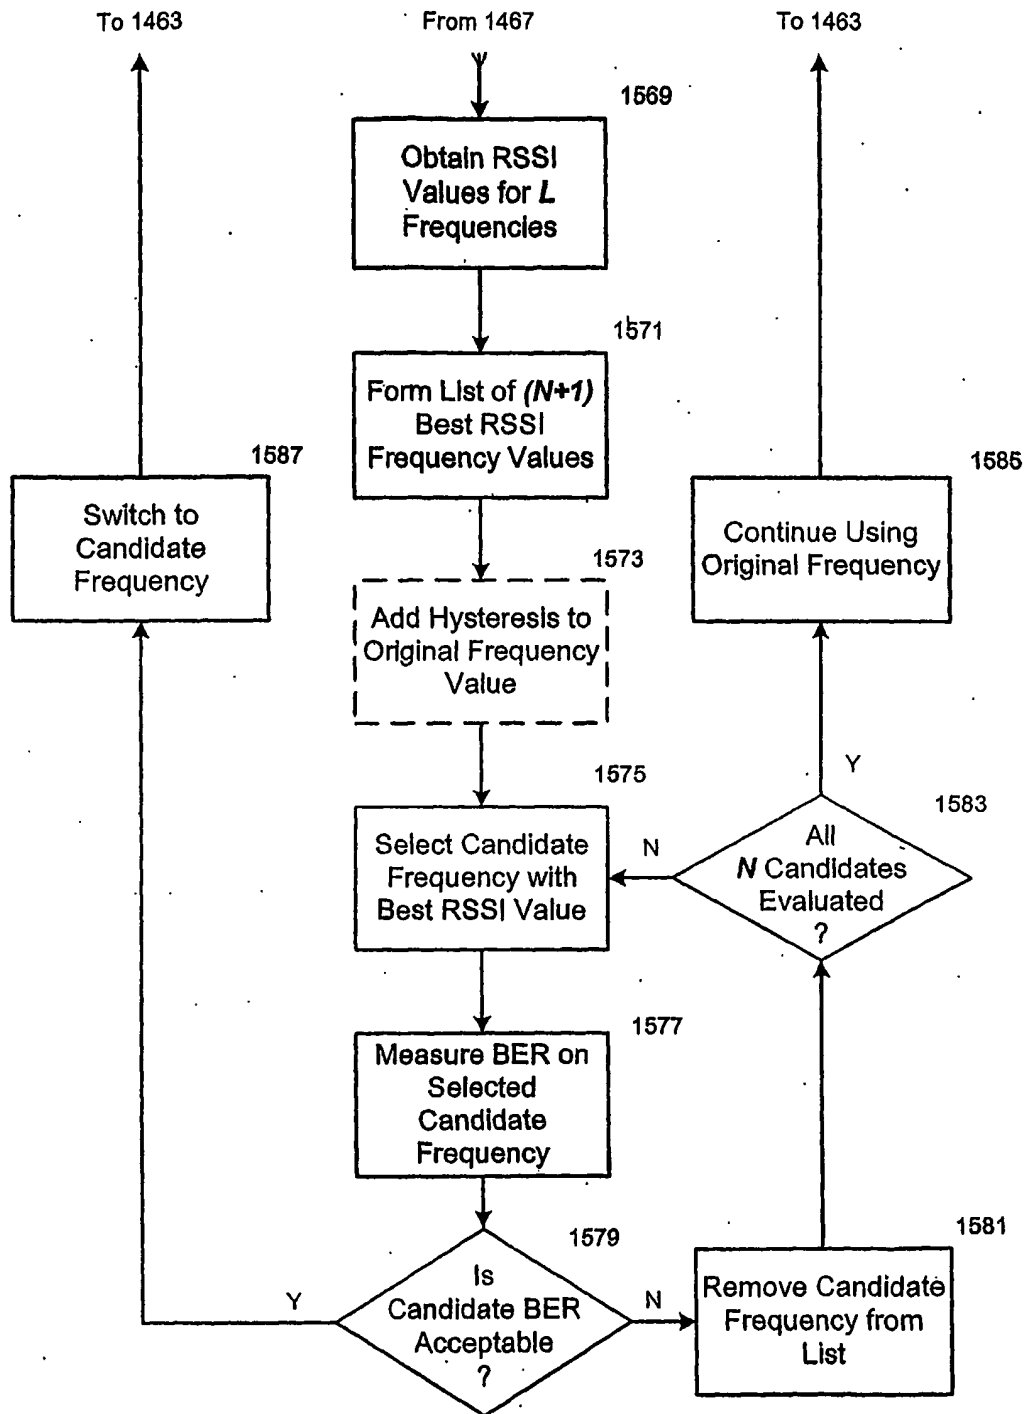 To 1463
From 1467
To 1463
1569
Obtain RSSI
Values for L
Frequencies
1571
Form List of (N+1)
Best RSSI
Frequency Values
1587
Switch to
Candidate
Frequency
1585
Continue Using
Original Frequency
1573
Add Hysteresis to
Original Frequency
Value
1575
Select Candidate
Frequency with
Best RSSI Value
N
Y
1583
All
N Candidates
Evaluated
?
1577
Measure BER on
Selected
Candidate
Frequency
1579
Is
Candidate BER
Acceptable
?
Y
N
1581
Remove Candidate
Frequency from
List